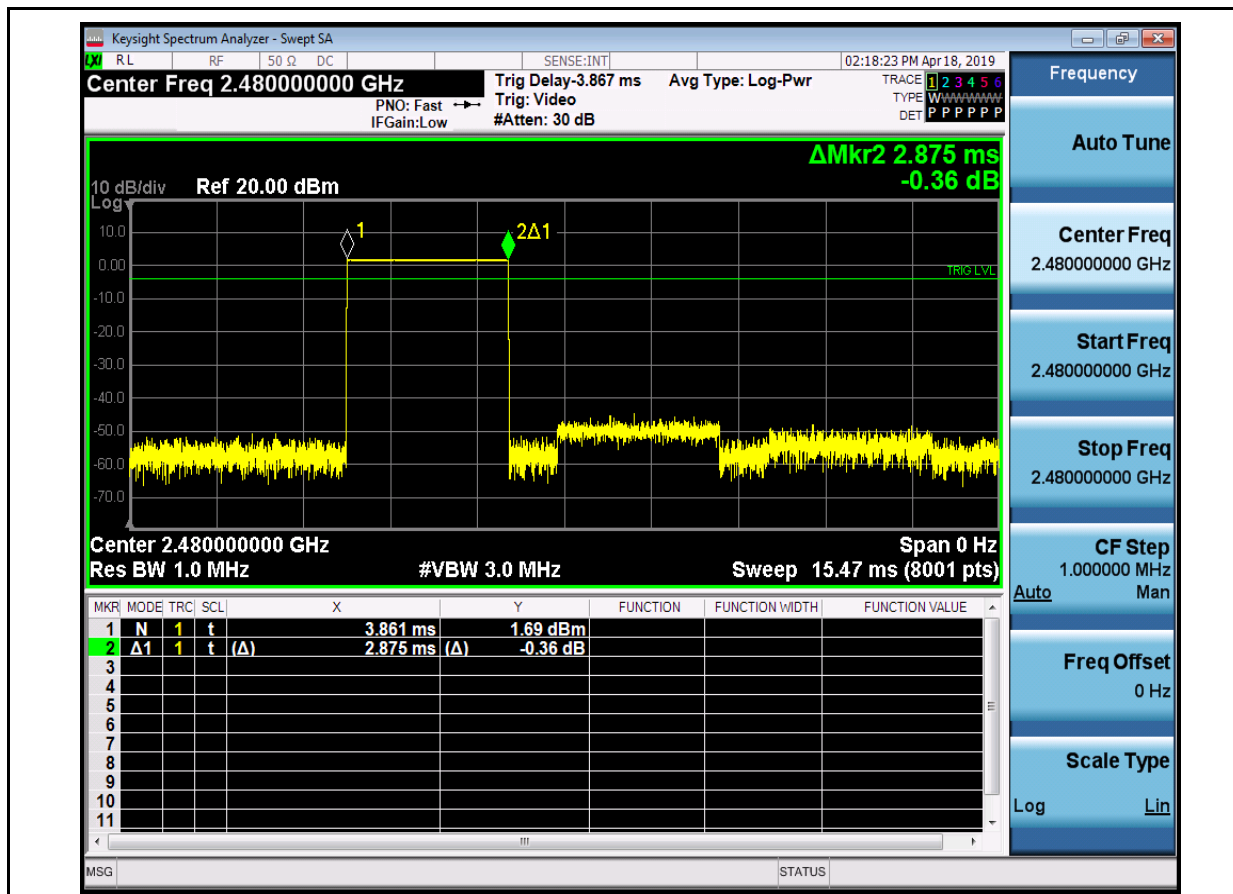 Keysight Spectrum Analyzer - Swept SA
LXI RL RF 50 Ω DC SENSE:INT 02:18:23 PM Apr 18, 2019
Center Freq 2.480000000 GHz
PNO: Fast
IFGain:Low
Trig Delay-3.867 ms
Trig: Video
#Atten: 30 dB
Avg Type: Log-Pwr
TRACE 1 2 3 4 5 6
TYPE WWWWWW
DET P P P P P P
ΔMkr2 2.875 ms
-0.36 dB
10 dB/div Ref 20.00 dBm
Log
10.0
0.00
-10.0
-20.0
-30.0
-40.0
-50.0
-60.0
-70.0
1
2Δ1
TRIG LVL
Center 2.480000000 GHz Span 0 Hz
Res BW 1.0 MHz #VBW 3.0 MHz Sweep 15.47 ms (8001 pts)
MKR MODE TRC SCL X Y FUNCTION FUNCTION WIDTH FUNCTION VALUE
1 N 1 t 3.861 ms 1.69 dBm
2 Δ1 1 t (Δ) 2.875 ms (Δ) -0.36 dB
3
4
5
6
7
8
9
10
11
MSG STATUS
Frequency
Auto Tune
Center Freq
2.480000000 GHz
Start Freq
2.480000000 GHz
Stop Freq
2.480000000 GHz
CF Step
1.000000 MHz
Auto Man
Freq Offset
0 Hz
Scale Type
Log Lin